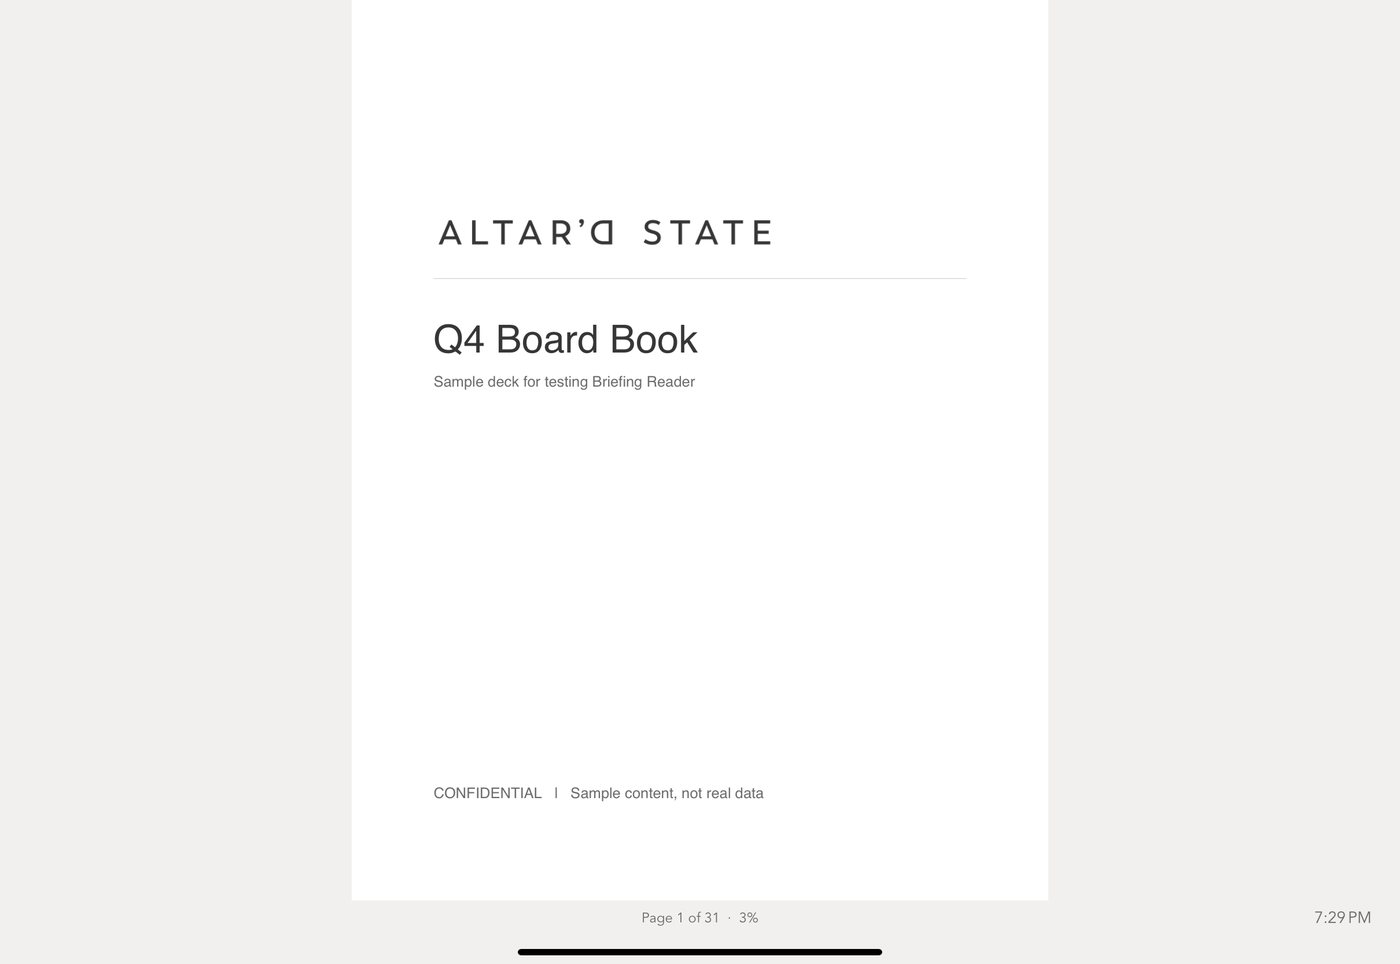 ALTAR’D STATE
Q4 Board Book
Sample deck for testing Briefing Reader
CONFIDENTIAL | Sample content, not real data
Page 1 of 31 · 3%
7:29 PM